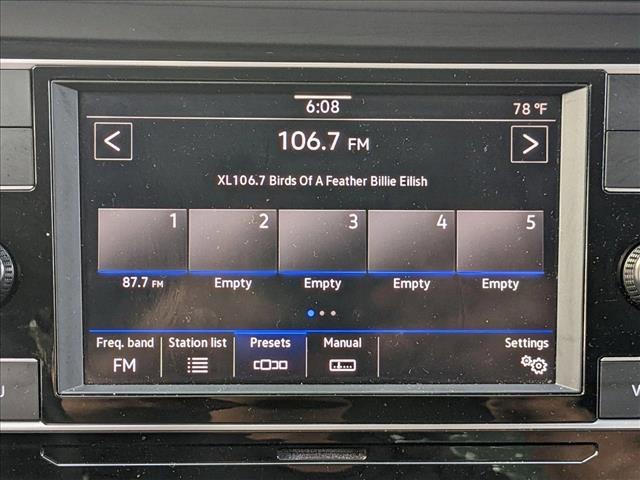 6:08 78 °F
106.7 FM
XL106.7 Birds Of A Feather Billie Eilish
1 2 3 4 5
87.7 FM Empty Empty Empty Empty
Freq. band Station list Presets Manual Settings
FM